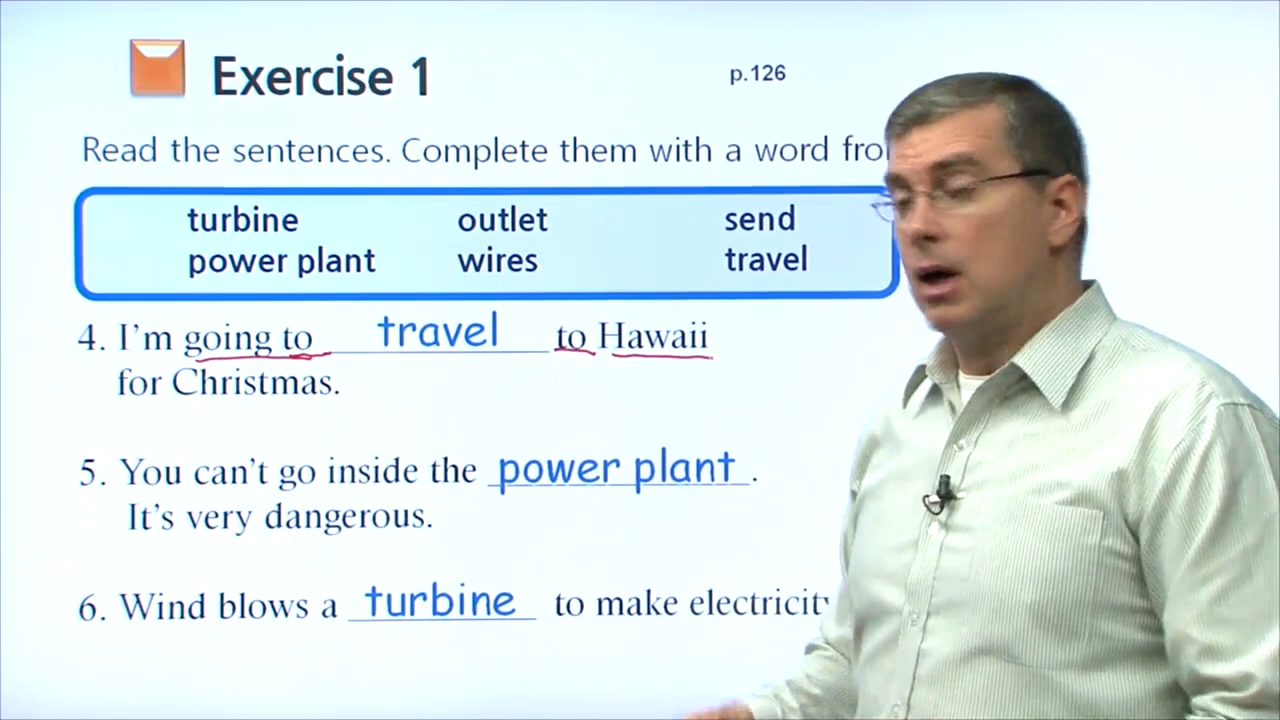 Exercise 1
p.126
Read the sentences. Complete them with a word
turbine outlet send
power plant wires travel
4. I'm going to travel to Hawaii
for Christmas.
5. You can't go inside the power plant.
It's very dangerous.
6. Wind blows a turbine to make electricity